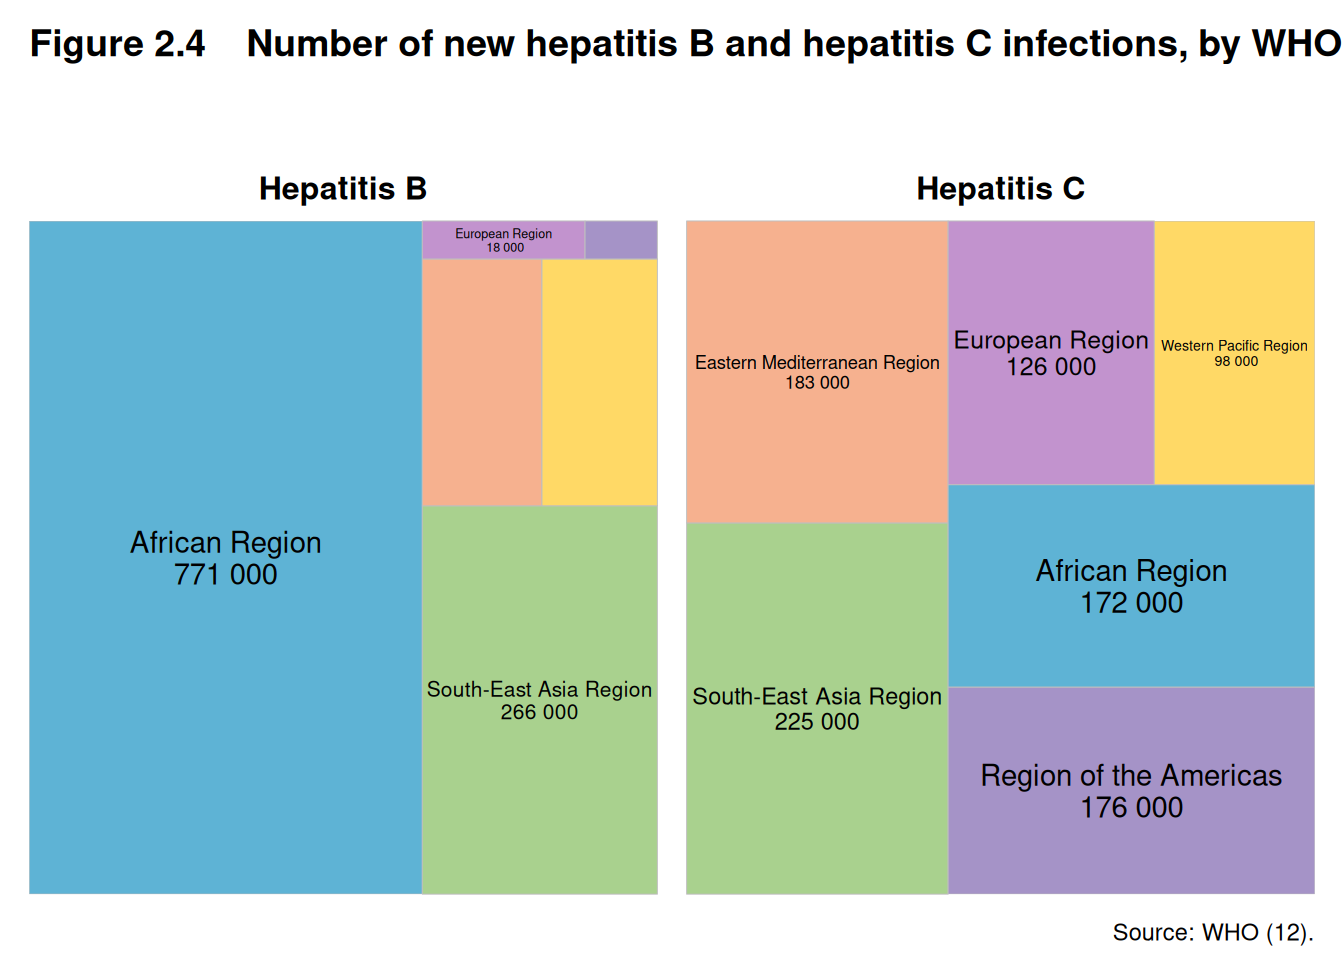 Figure 2.4 Number of new hepatitis B and hepatitis C infections, by WHO
Hepatitis B
European Region
18 000
African Region
771 000
South-East Asia Region
266 000
Hepatitis C
Eastern Mediterranean Region
183 000
European Region
126 000
Western Pacific Region
98 000
African Region
172 000
South-East Asia Region
225 000
Region of the Americas
176 000
Source: WHO (12).